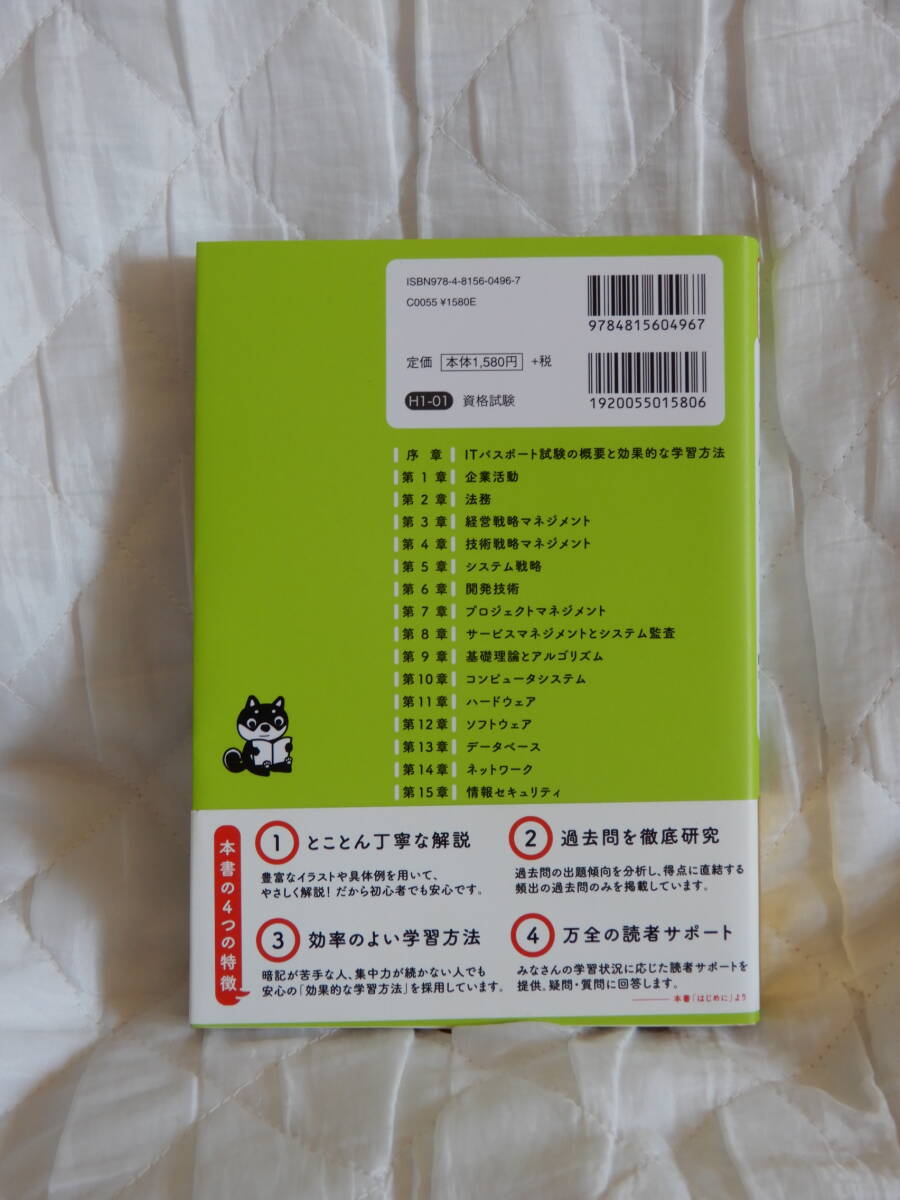 ISBN978-4-8156-0496-7
C0055 ¥1580E
9784815604967
定価 本体1,580円 +税
1920055015806
H1-01 資格試験
序 章 ITパスポート試験の概要と効果的な学習方法
第 1 章 企業活動
第 2 章 法務
第 3 章 経営戦略マネジメント
第 4 章 技術戦略マネジメント
第 5 章 システム戦略
第 6 章 開発技術
第 7 章 プロジェクトマネジメント
第 8 章 サービスマネジメントとシステム監査
第 9 章 基礎理論とアルゴリズム
第10章 コンピュータシステム
第11章 ハードウェア
第12章 ソフトウェア
第13章 データベース
第14章 ネットワーク
第15章 情報セキュリティ
本書の4つの特徴
1 とことん丁寧な解説
豊富なイラストや具体例を用いて、
やさしく解説！だから初心者でも安心です。
2 過去問を徹底研究
過去問の出題傾向を分析し、得点に直結する
頻出の過去問のみを掲載しています。
3 効率のよい学習方法
暗記が苦手な人、集中力が続かない人でも
安心の「効果的な学習方法」を採用しています。
4 万全の読者サポート
みなさんの学習状況に応じた読者サポートを
提供。疑問・質問に回答します。
本書「はじめに」より